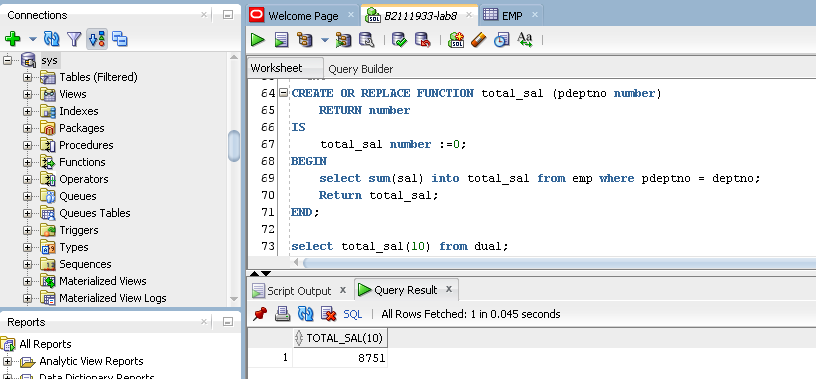 Connections
sys
Tables (Filtered)
Views
Indexes
Packages
Procedures
Functions
Operators
Queues
Queues Tables
Triggers
Types
Sequences
Materialized Views
Materialized View Logs
Reports
All Reports
Analytic View Reports
Data Dictionary Reports
Welcome Page
B2111933-lab8
EMP
SQL
Aa
Worksheet
Query Builder
64 CREATE OR REPLACE FUNCTION total_sal (pdeptno number)
65 RETURN number
66 IS
67 total_sal number :=0;
68 BEGIN
69 select sum(sal) into total_sal from emp where pdeptno = deptno;
70 Return total_sal;
71 END;
72
73 select total_sal(10) from dual;
Script Output
Query Result
SQL
All Rows Fetched: 1 in 0.045 seconds
TOTAL_SAL(10)
1 8751